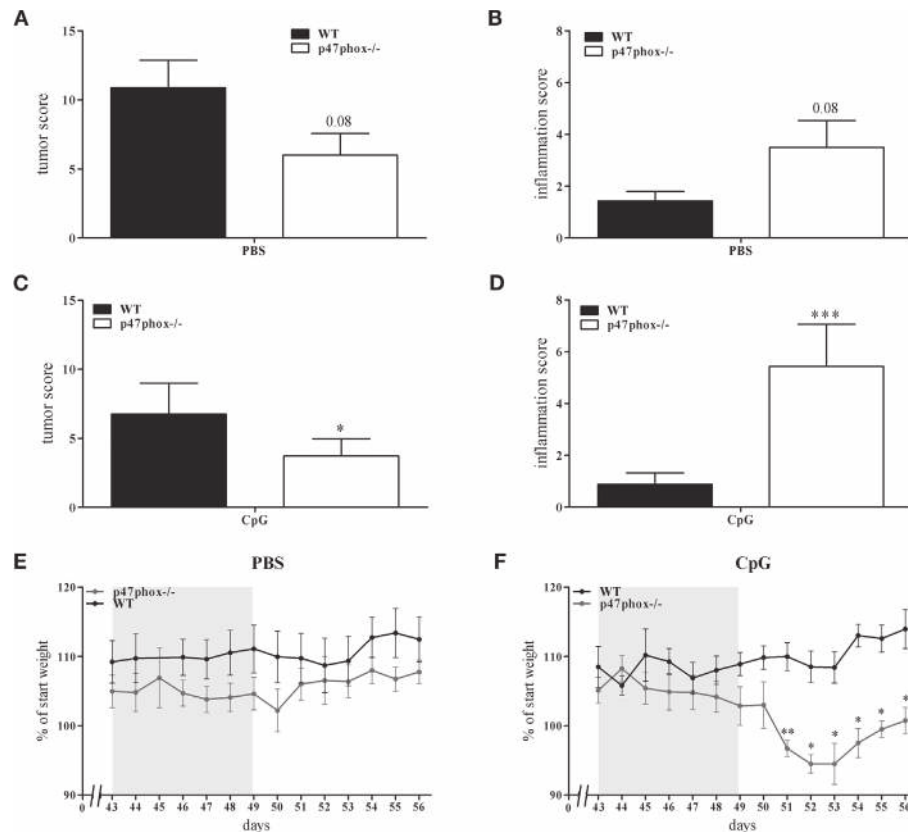 A
15
10
5
0
tumor score
WT
p47phox-/-
0.08
PBS
B
8
6
4
2
0
inflammation score
WT
p47phox-/-
0.08
PBS
C
15
10
5
0
tumor score
WT
p47phox-/-
*
CpG
D
8
6
4
2
0
inflammation score
WT
p47phox-/-
***
CpG
E
PBS
120
110
100
90
0
% of start weight
p47phox-/-
WT
43 44 45 46 47 48 49 50 51 52 53 54 55 56
days
F
CpG
120
110
100
90
0
% of start weight
WT
p47phox-/-
** * * * * *
43 44 45 46 47 48 49 50 51 52 53 54 55 56
days